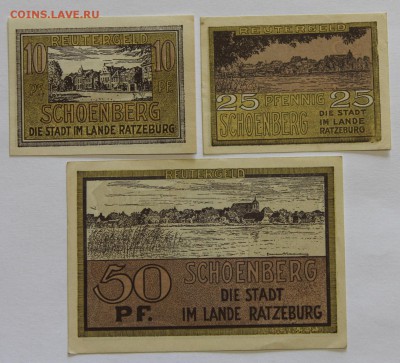 COINS.LAVE.RU
REUTERGELD
10 10
PF. PF.
SCHOENBERG
DIE STADT IM LANDE RATZEBURG
REUTERGELD
25 PFENNIG 25
SCHOENBERG DIE STADT
IM LANDE
RATZEBURG
REUTERGELD
50 SCHOENBERG
PF. DIE STADT
IM LANDE RATZEBURG